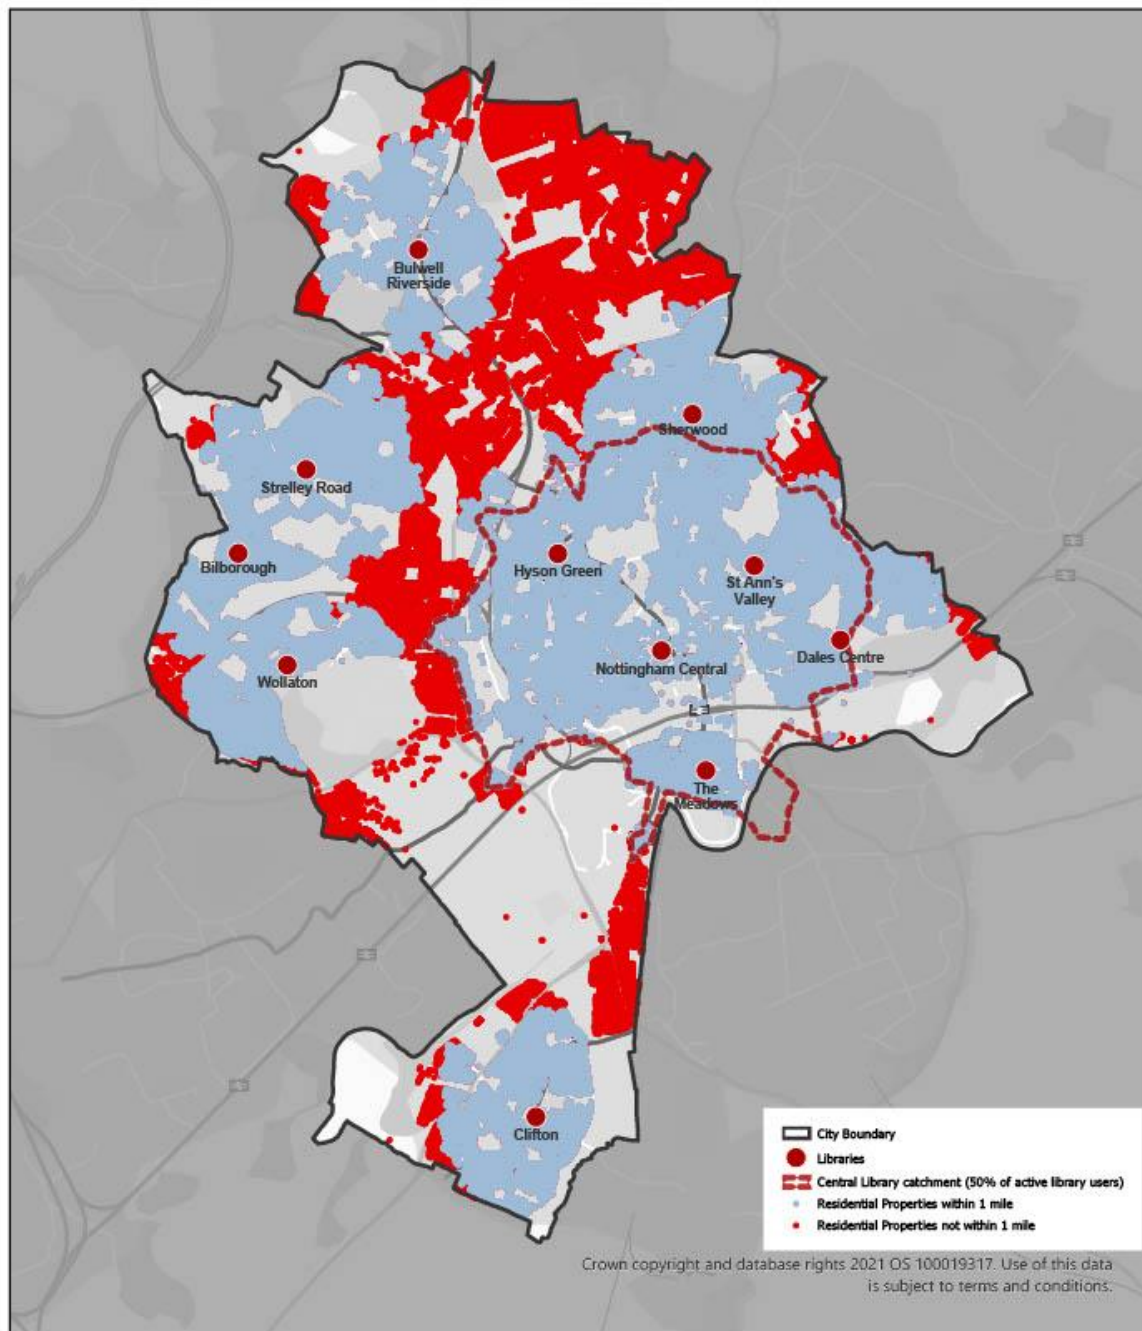 Bulwell
Riverside
Sherwood
Strelley Road
Bilborough
Hyson Green
St Ann's
Valley
Wollaton
Nottingham Central
Dales Centre
The
Meadows
Clifton
City Boundary
Libraries
Central Library catchment (50% of active library users)
Residential Properties within 1 mile
Residential Properties not within 1 mile
Crown copyright and database rights 2021 OS 100019317. Use of this data
is subject to terms and conditions.